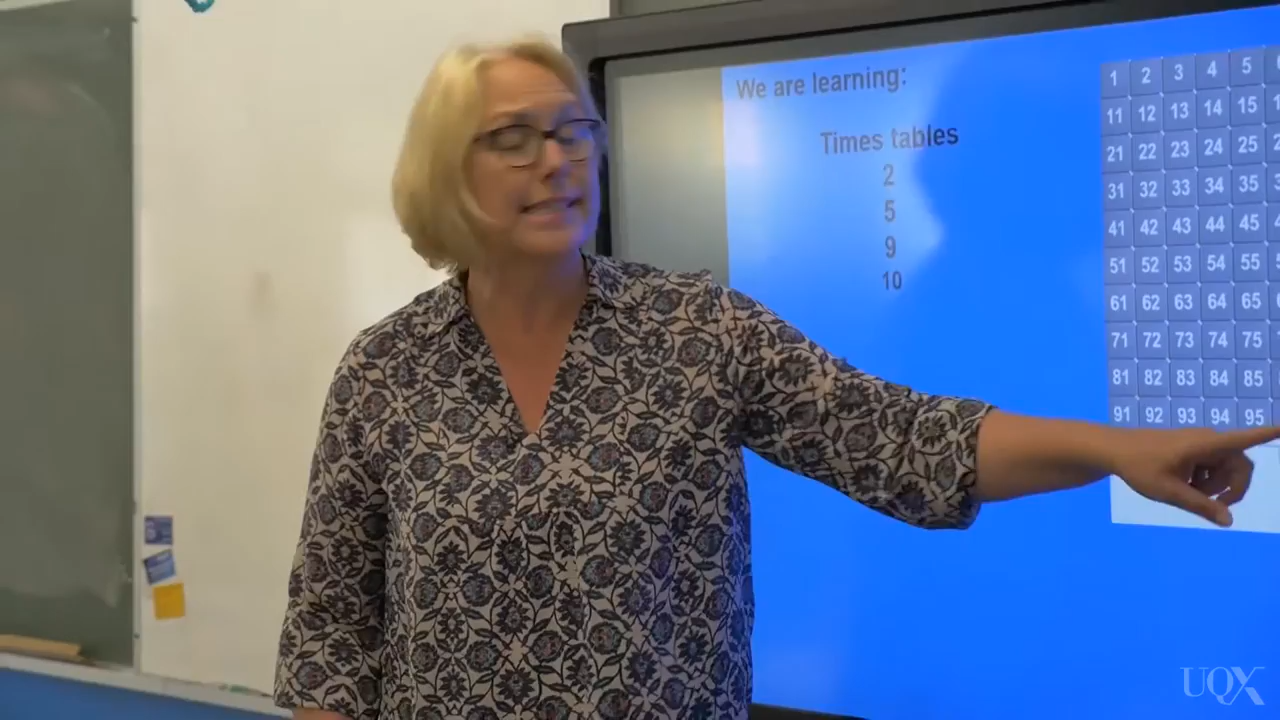 We are learning:
Times tables
2
5
9
10
1 2 3 4 5
11 12 13 14 15
21 22 23 24 25
31 32 33 34 35
41 42 43 44 45
51 52 53 54 55
61 62 63 64 65
71 72 73 74 75
81 82 83 84 85
91 92 93 94 95
UQX